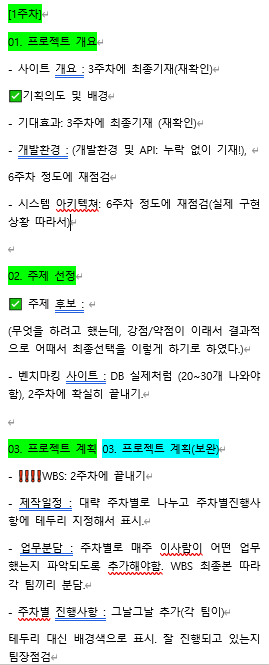 [1주차]
01. 프로젝트 개요
- 사이트 개요 : 3주차에 최종기재(재확인)
✅기획의도 및 배경
- 기대효과: 3주차에 최종기재 (재확인)
- 개발환경 : (개발환경 및 API: 누락 없이 기재!),
6주차 정도에 재점검
- 시스템 아키텍쳐: 6주차 정도에 재점검(실제 구현
상황 따라서)
02. 주제 선정
✅ 주제 후보 :
(무엇을 하려고 했는데, 강점/약점이 이래서 결과적
으로 어때서 최종선택을 이렇게 하기로 하였다.)
- 벤치마킹 사이트 : DB 실제처럼 (20~30개 나와야
함), 2주차에 확실히 끝내기.
03. 프로젝트 계획 03. 프로젝트 계획(보완)
- ❗❗❗❗WBS: 2주차에 끝내기
- 제작일정 : 대략 주차별로 나누고 주차별진행사
항에 테두리 지정해서 표시.
- 업무분담 : 주차별로 매주 이사람이 어떤 업무
했는지 파악되도록 추가해야함. WBS 최종본 따라
각 팀끼리 분담.
- 주차별 진행사항 : 그날그날 추가(각 팀이)
테두리 대신 배경색으로 표시. 잘 진행되고 있는지
팀장점검